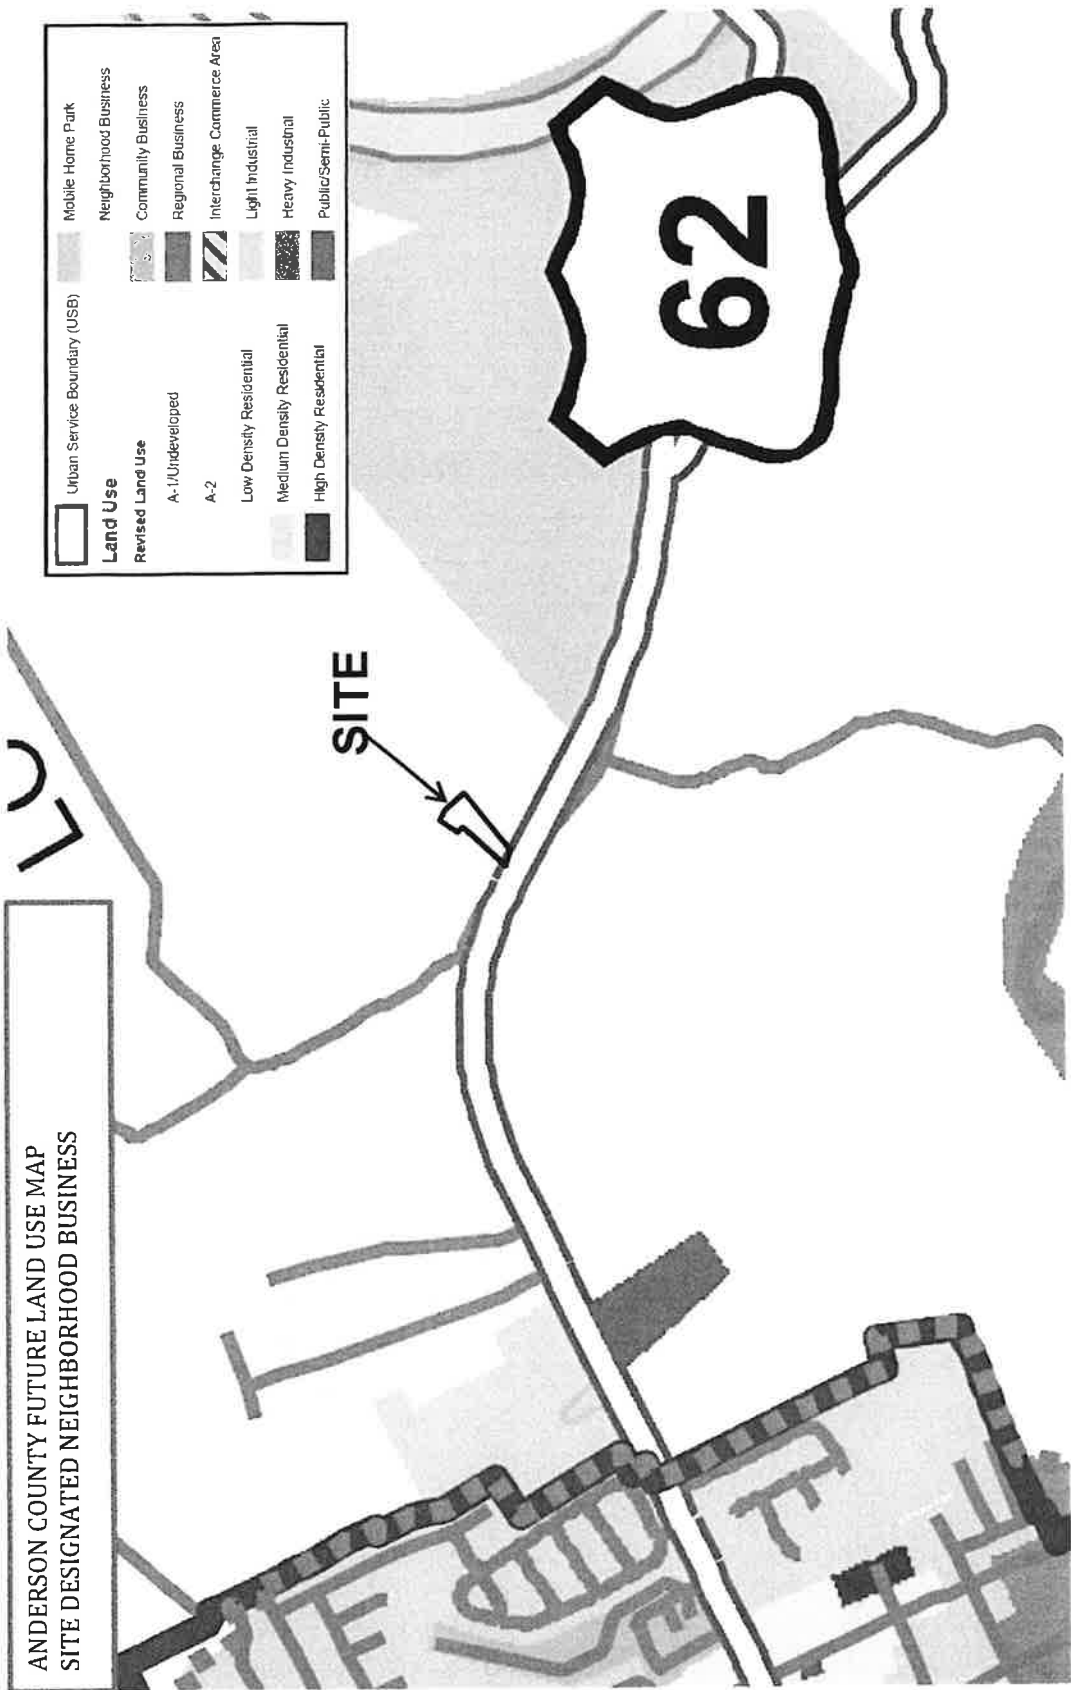 ANDERSON COUNTY FUTURE LAND USE MAP
SITE DESIGNATED NEIGHBORHOOD BUSINESS
Urban Service Boundary (USB)
Land Use
Revised Land Use
A-1/Undeveloped
A-2
Low Density Residential
Medium Density Residential
High Density Residential
Mobile Home Park
Neighborhood Business
Community Business
Regional Business
Interchange Commerce Area
Light Industrial
Heavy Industrial
Public/Semi-Public
SITE
62